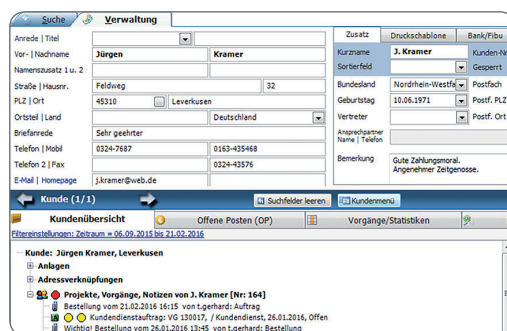 Suche Verwaltung
Anrede | Titel
Zusatz Druckschablone Bank/Fibu
Vor- | Nachname Jürgen Kramer
Kurzname J. Kramer Kunden-Nr
Namenszusatz 1 u. 2
Sortierfeld Gesperrt
Straße | Hausnr. Feldweg 32
Bundesland Nordrhein-Westfa Postfach
PLZ | Ort 45310 ... Leverkusen
Geburtstag 10.06.1971 Postf. PLZ
Ortsteil | Land Deutschland
Vertreter Postf. Ort
Briefanrede Sehr geehrter
Ansprechpartner
Name | Telefon
Telefon | Mobil 0324-7687 0163-435468
Telefon 2 | Fax 0324-43576
Bemerkung Gute Zahlungsmoral.
Angenehmer Zeitgenosse.
E-Mail | Homepage j.kramer@web.de
Kunde (1/1) Suchfelder leeren Kundenmenü
Kundenübersicht Offene Posten (OP) Vorgänge/Statistiken
Filtereinstellungen: Zeitraum = 06.09.2015 bis 21.02.2016
Kunde: Jürgen Kramer, Leverkusen
Anlagen
Adressverknüpfungen
Projekte, Vorgänge, Notizen von J. Kramer [Nr: 164]
Bestellung vom 21.02.2016 16:15 von t.gerhard: Auftrag
Kundendienstauftrag: VG 130017, / Kundendienst, 26.01.2016, Offen
Wichtig! Bestellung vom 26.01.2016 13:45 von t.gerhard: Bestellung